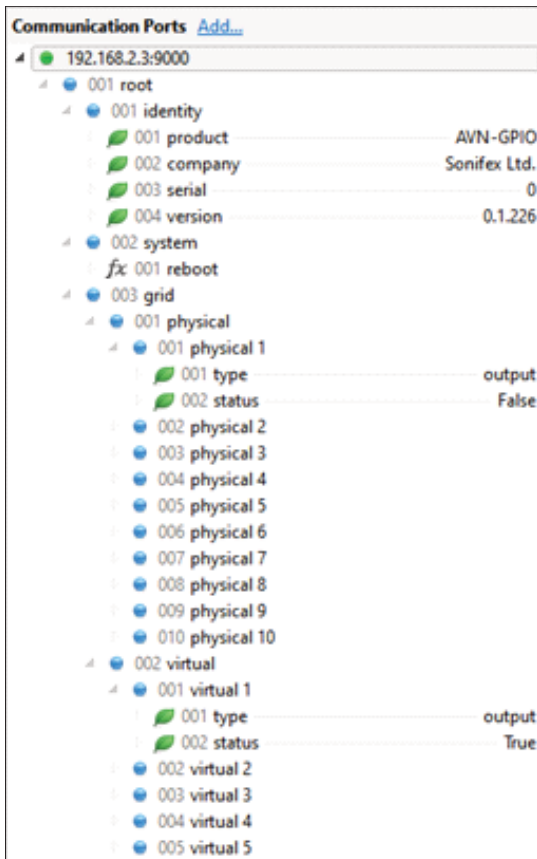 Communication Ports Add...
192.168.2.3:9000
001 root
001 identity
001 product AVN-GPIO
002 company Sonifex Ltd.
003 serial 0
004 version 0.1.226
002 system
fx 001 reboot
003 grid
001 physical
001 physical 1
001 type output
002 status False
002 physical 2
003 physical 3
004 physical 4
005 physical 5
006 physical 6
007 physical 7
008 physical 8
009 physical 9
010 physical 10
002 virtual
001 virtual 1
001 type output
002 status True
002 virtual 2
003 virtual 3
004 virtual 4
005 virtual 5